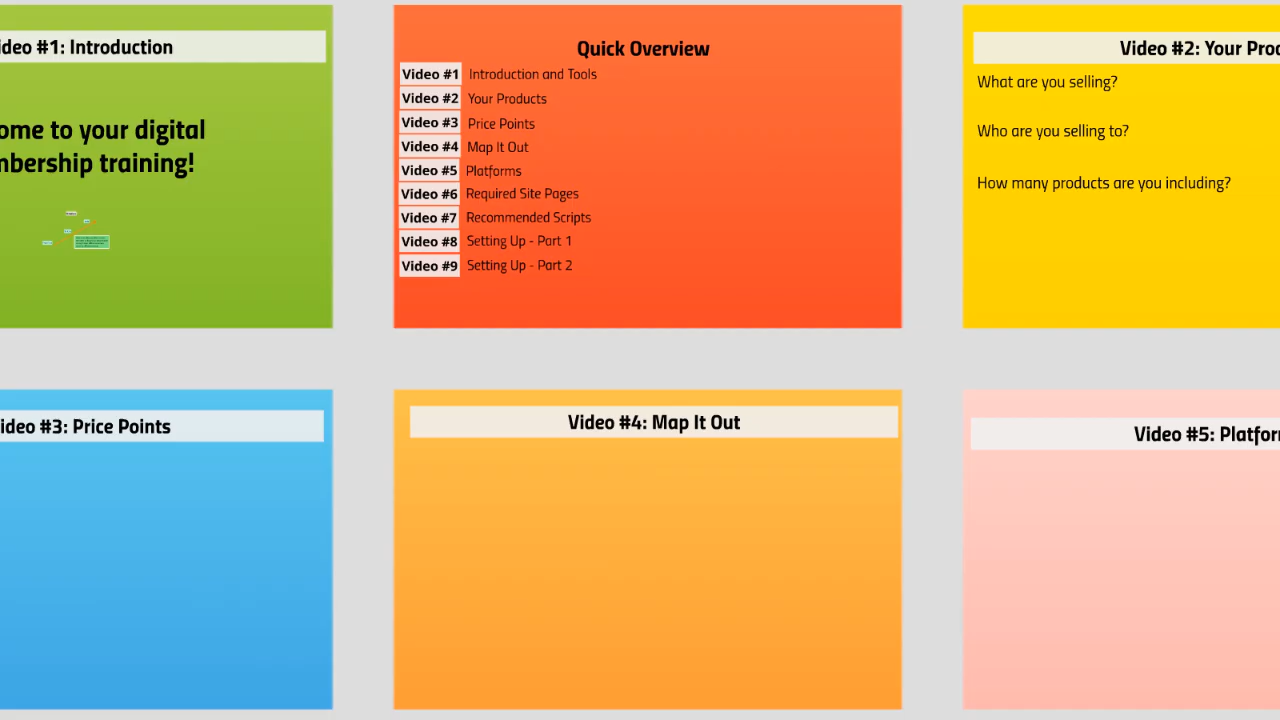 ideo #1: Introduction
ome to your digital
bership training!
Quick Overview
Video #1 Introduction and Tools
Video #2 Your Products
Video #3 Price Points
Video #4 Map It Out
Video #5 Platforms
Video #6 Required Site Pages
Video #7 Recommended Scripts
Video #8 Setting Up - Part 1
Video #9 Setting Up - Part 2
Video #2: Your Prod
What are you selling?
Who are you selling to?
How many products are you including?
ideo #3: Price Points
Video #4: Map It Out
Video #5: Platfor